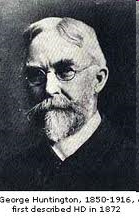 George Huntington, 1850-1916,
first described HD in 1872